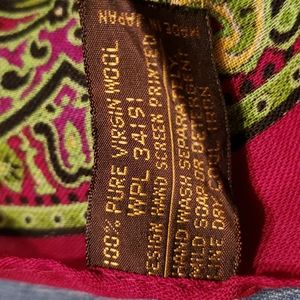 100% PURE VIRGIN WOOL
WPL 34191
DESIGN HAND SCREEN PRINTED
MADE IN JAPAN
HAND WASH SEPARATELY
MILD SOAP OR DETERGENT
LINE DRY COOL IRON